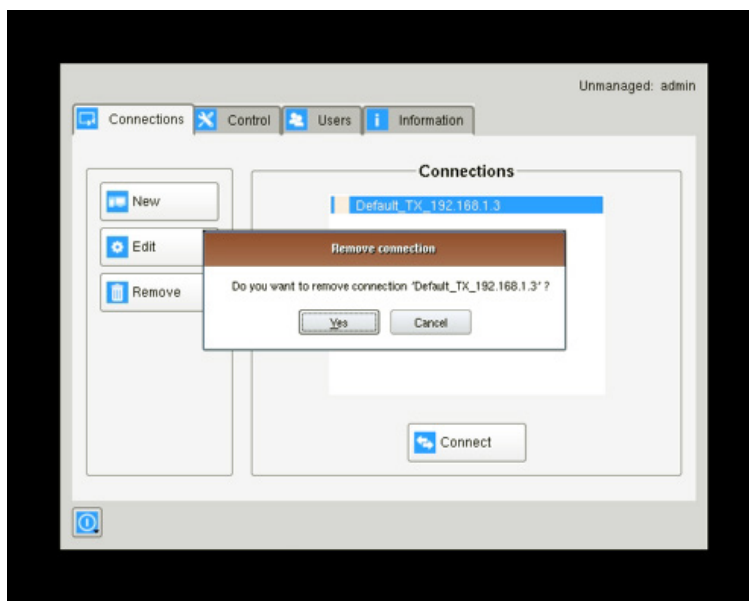 Unmanaged: admin
Connections Control Users Information
Connections
New
Default_TX_192.168.1.3
Edit
Remove connection
Remove
Do you want to remove connection 'Default_TX_192.168.1.3' ?
Yes Cancel
Connect